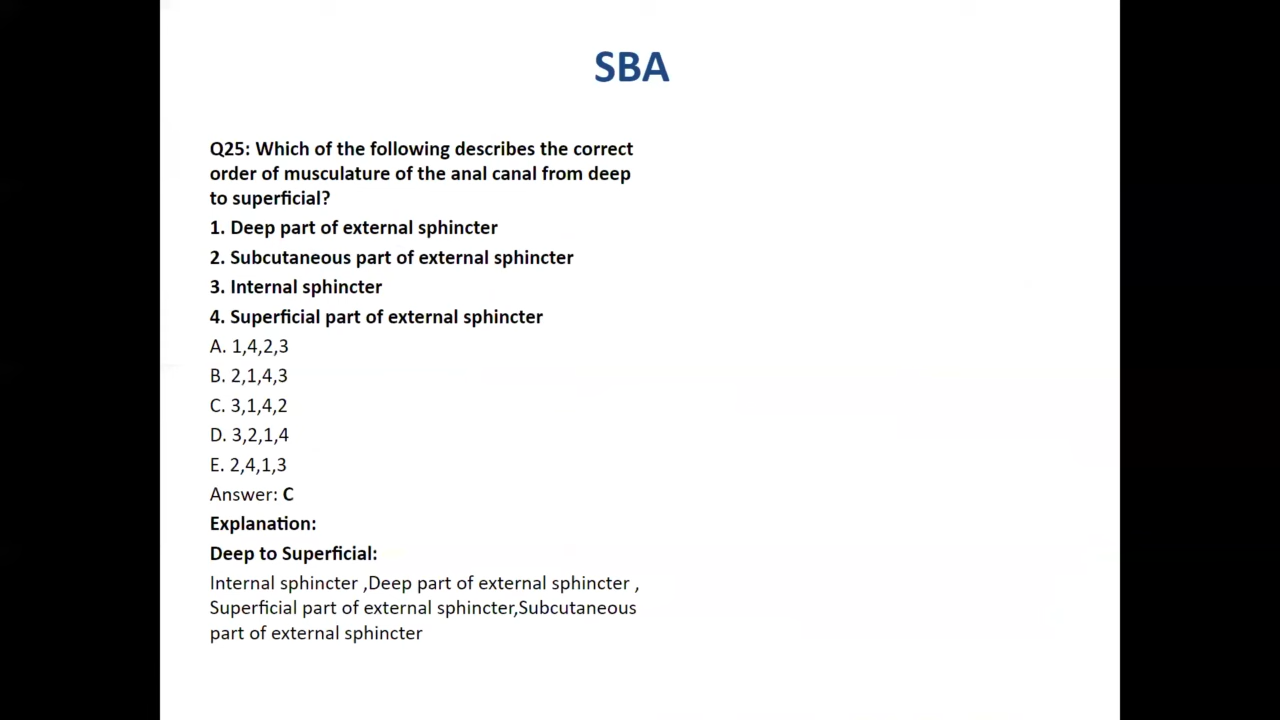 SBA
Q25: Which of the following describes the correct
order of musculature of the anal canal from deep
to superficial?
1. Deep part of external sphincter
2. Subcutaneous part of external sphincter
3. Internal sphincter
4. Superficial part of external sphincter
A. 1,4,2,3
B. 2,1,4,3
C. 3,1,4,2
D. 3,2,1,4
E. 2,4,1,3
Answer: C
Explanation:
Deep to Superficial:
Internal sphincter ,Deep part of external sphincter ,
Superficial part of external sphincter,Subcutaneous
part of external sphincter